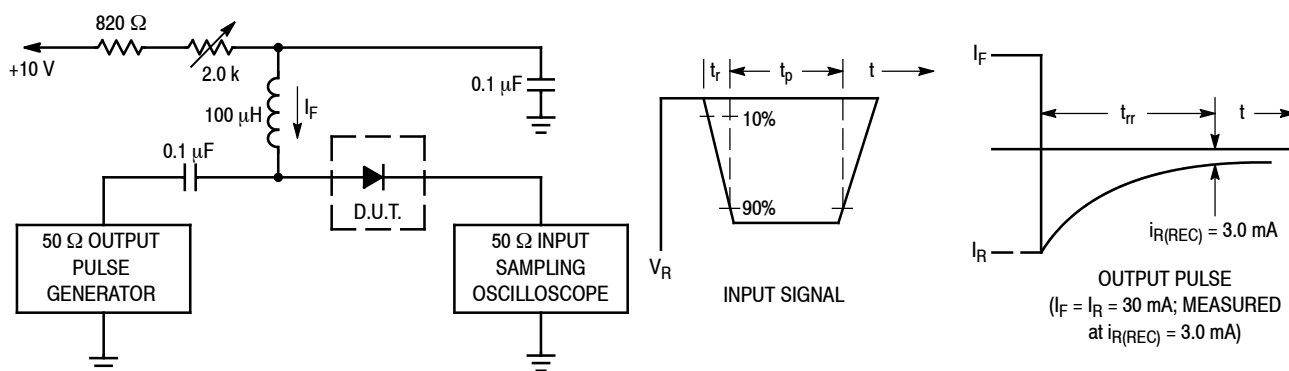 820 Ω
+10 V
2.0 k
100 μH
I_F
0.1 μF
0.1 μF
D.U.T.
50 Ω OUTPUT
PULSE
GENERATOR
50 Ω INPUT
SAMPLING
OSCILLOSCOPE
t_r
t_p
t
10%
90%
V_R
INPUT SIGNAL
I_F
t_rr
t
I_R
i_R(REC) = 3.0 mA
OUTPUT PULSE
(I_F = I_R = 30 mA; MEASURED
at i_R(REC) = 3.0 mA)